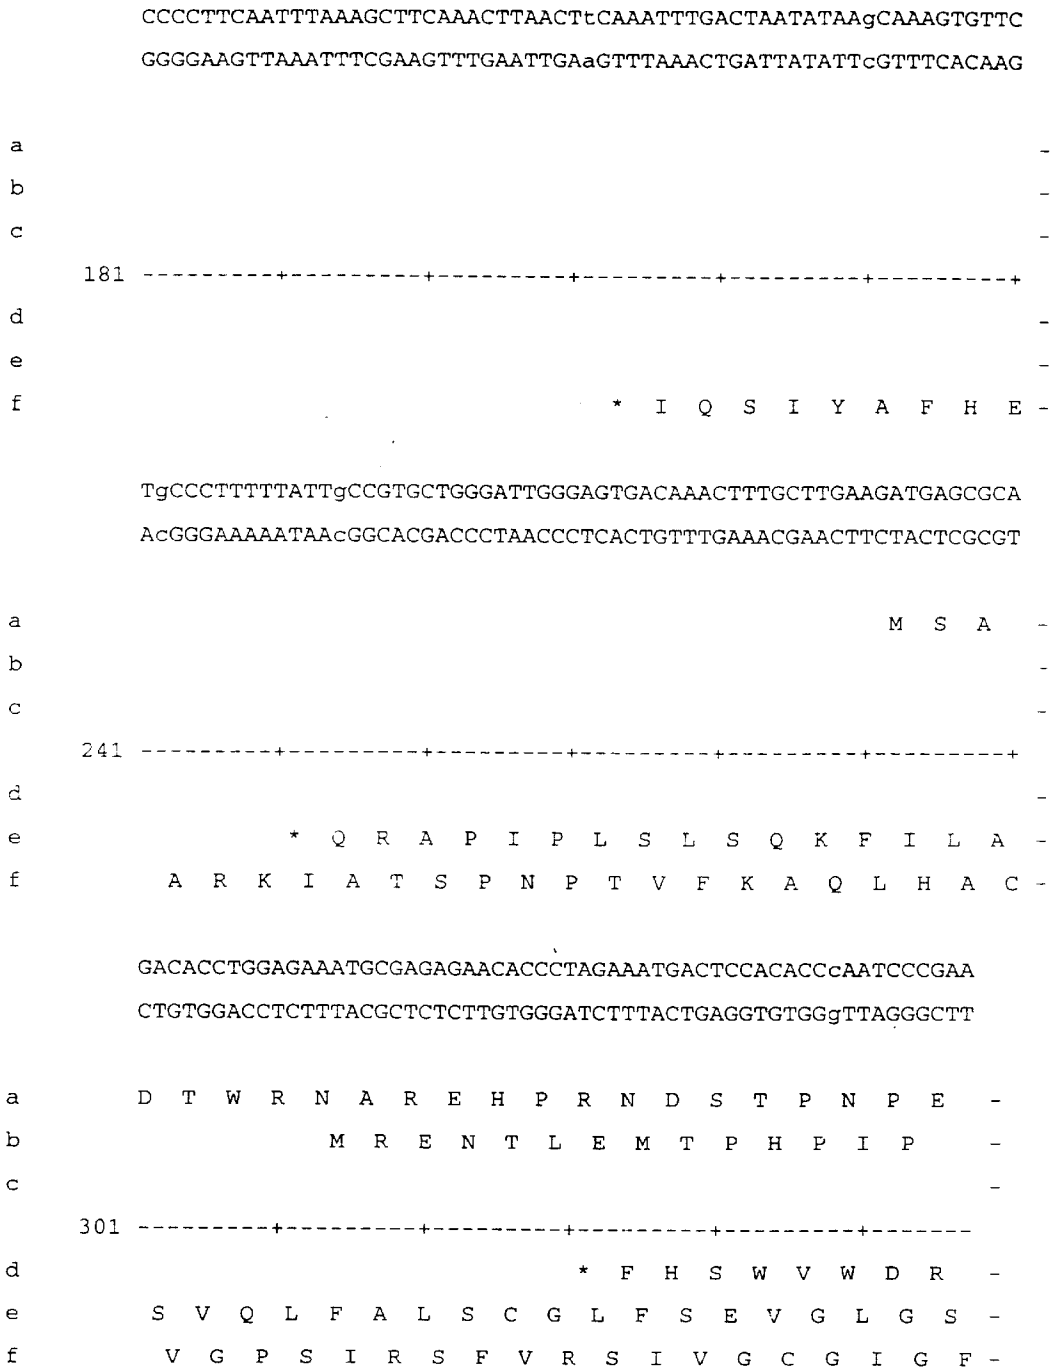 CCCCTTCAATTTAAAGCTTCAAACTTAACTtCAAATTTGACTAATATAAgCAAAGTGTTC
GGGGAAGTTAAATTTCGAAGTTTGAATTGAaGTTTAAACTGATTATATTcGTTTCACAAG
a -
b -
c -
181 ---------+---------+---------+---------+---------+---------+
d -
e -
f * I Q S I Y A F H E -
TgCCCTTTTTATTgCCGTGCTGGGATTGGGAGTGACAAACTTTGCTTGAAGATGAGCGCA
AcGGGAAAAATAAcGGCACGACCCTAACCCTCACTGTTTGAAACGAACTTCTACTCGCGT
a M S A -
b -
c -
241 ---------+---------+---------+---------+---------+---------+
d -
e * Q R A P I P L S L S Q K F I L A -
f A R K I A T S P N P T V F K A Q L H A C -
GACACCTGGAGAAATGCGAGAGAACACCCTAGAAATGACTCCACACCcAATCCCGAA
CTGTGGACCTCTTTACGCTCTCTTGTGGGATCTTTACTGAGGTGTGGgTTAGGGCTT
a D T W R N A R E H P R N D S T P N P E -
b M R E N T L E M T P H P I P -
c -
301 ---------+---------+---------+---------+---------+-------
d * F H S W V W D R -
e S V Q L F A L S C G L F S E V G L G S -
f V G P S I R S F V R S I V G C G I G F -